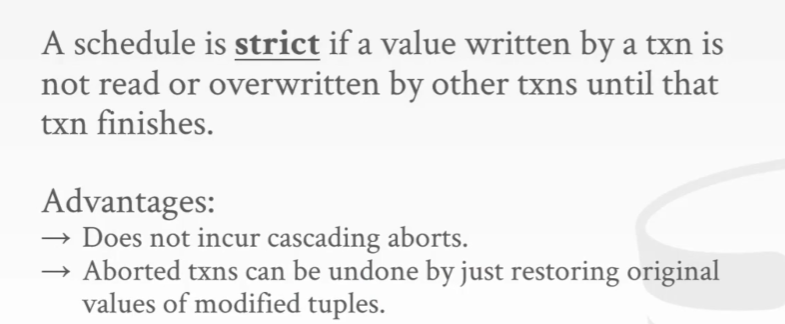 A schedule is strict if a value written by a txn is
not read or overwritten by other txns until that
txn finishes.
Advantages:
→ Does not incur cascading aborts.
→ Aborted txns can be undone by just restoring original
values of modified tuples.